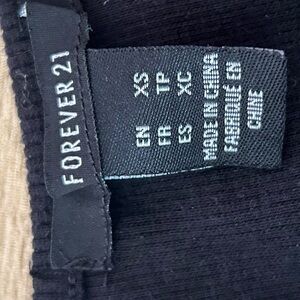 FOREVER 21
EN XS
FR TP
ES XC
MADE IN CHINA
FABRIQUÉ EN
CHINE